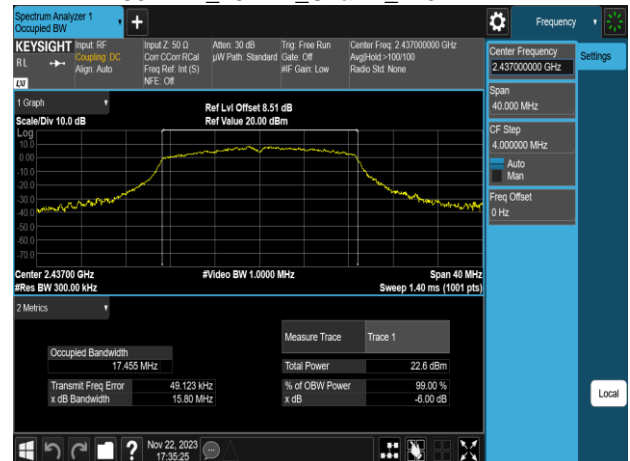 Spectrum Analyzer 1
Occupied BW
+
Frequency
KEYSIGHT
RL
LXI
Input: RF
Coupling: DC
Align: Auto
Input Z: 50 Ω
Corr CCorr RCal
Freq Ref: Int (S)
NFE: Off
Atten: 30 dB
µW Path: Standard
Trig: Free Run
Gate: Off
#IF Gain: Low
Center Freq: 2.437000000 GHz
Avg|Hold:>100/100
Radio Std: None
Center Frequency
2.437000000 GHz
Settings
Span
40.000 MHz
CF Step
4.000000 MHz
Auto
Man
Freq Offset
0 Hz
Local
1 Graph
Scale/Div 10.0 dB
Ref Lvl Offset 8.51 dB
Ref Value 20.00 dBm
Log
10.0
0.00
-10.0
-20.0
-30.0
-40.0
-50.0
-60.0
-70.0
Center 2.43700 GHz
#Res BW 300.00 kHz
#Video BW 1.0000 MHz
Span 40 MHz
Sweep 1.40 ms (1001 pts)
2 Metrics
Measure Trace Trace 1
Occupied Bandwidth
17.455 MHz
Total Power 22.6 dBm
Transmit Freq Error 49.123 kHz
% of OBW Power 99.00 %
x dB Bandwidth 15.80 MHz
x dB -6.00 dB
?
Nov 22, 2023
17:35:25